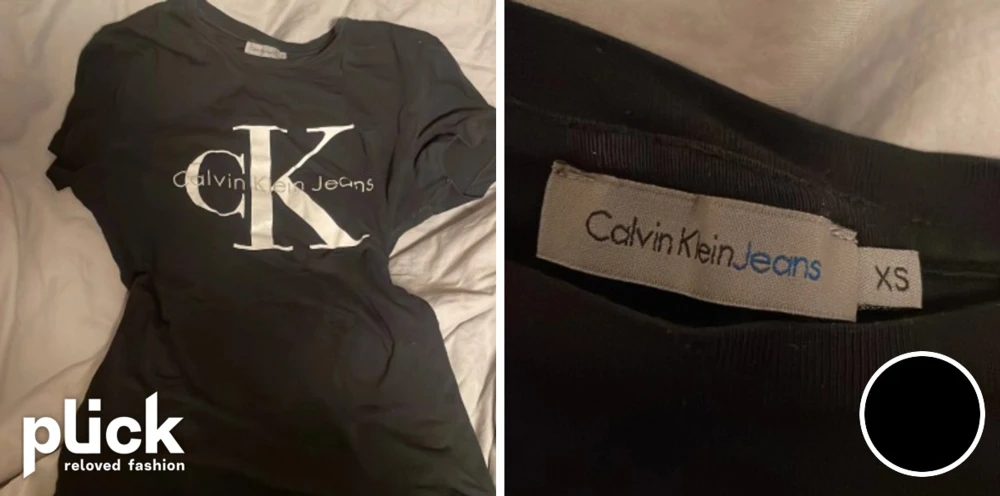 CK
Calvin Klein Jeans
plick
reloved fashion
Calvin Klein Jeans
XS